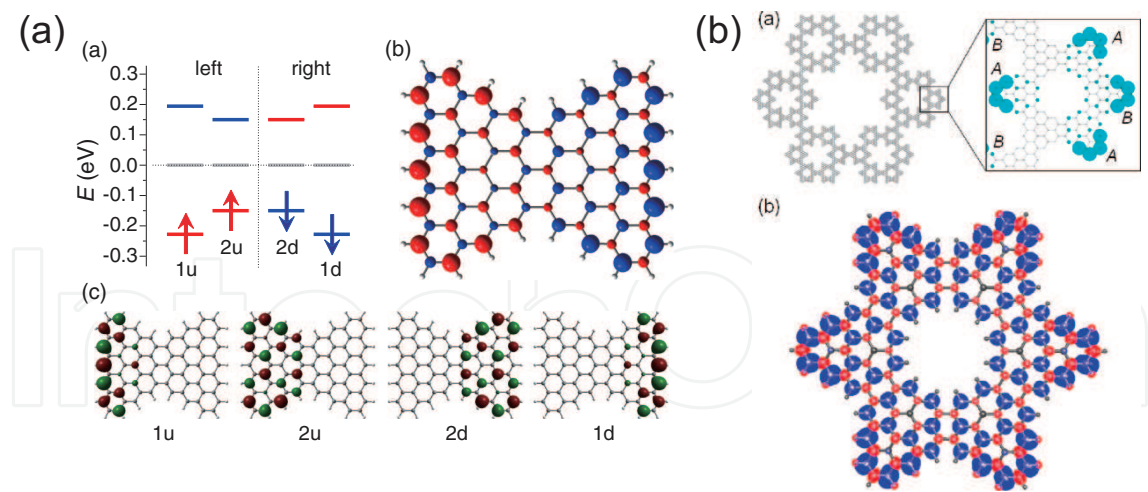 (a)
(a)
left
right
0.3
0.2
0.1
0.0
-0.1
-0.2
-0.3
E (eV)
1u
2u
2d
1d
(b)
(c)
1u
2u
2d
1d
(b)
(a)
B
A
A
B
B
A
(b)